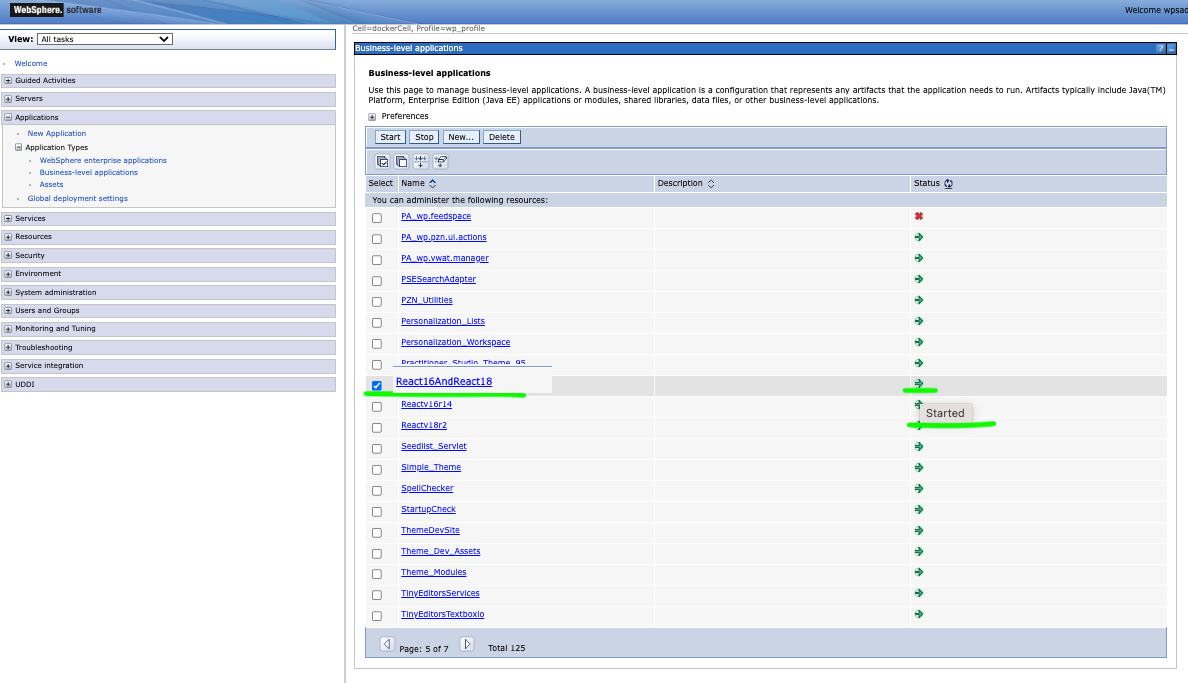 WebSphere. software
Welcome wpsad
View: All tasks
Cell=dockerCell, Profile=wp_profile
Welcome
Guided Activities
Servers
Applications
New Application
Application Types
WebSphere enterprise applications
Business-level applications
Assets
Global deployment settings
Services
Resources
Security
Environment
System administration
Users and Groups
Monitoring and Tuning
Troubleshooting
Service integration
UDDI
Business-level applications
?
Business-level applications
Use this page to manage business-level applications. A business-level application is a configuration that represents any artifacts that the application needs to run. Artifacts typically include Java(TM)
Platform, Enterprise Edition (Java EE) applications or modules, shared libraries, data files, or other business-level applications.
Preferences
Start Stop New... Delete
Select Name Description Status
You can administer the following resources:
PA_wp.feedspace
PA_wp.pzn.ui.actions
PA_wp.vwat.manager
PSESearchAdapter
PZN_Utilities
Personalization_Lists
Personalization_Workspace
Practitioner_Studio_Theme_95
React16AndReact18
Reactv16r14
Started
Reactv18r2
Seedlist_Servlet
Simple_Theme
SpellChecker
StartupCheck
ThemeDevSite
Theme_Dev_Assets
Theme_Modules
TinyEditorsServices
TinyEditorsTextboxio
Page: 5 of 7 Total 125